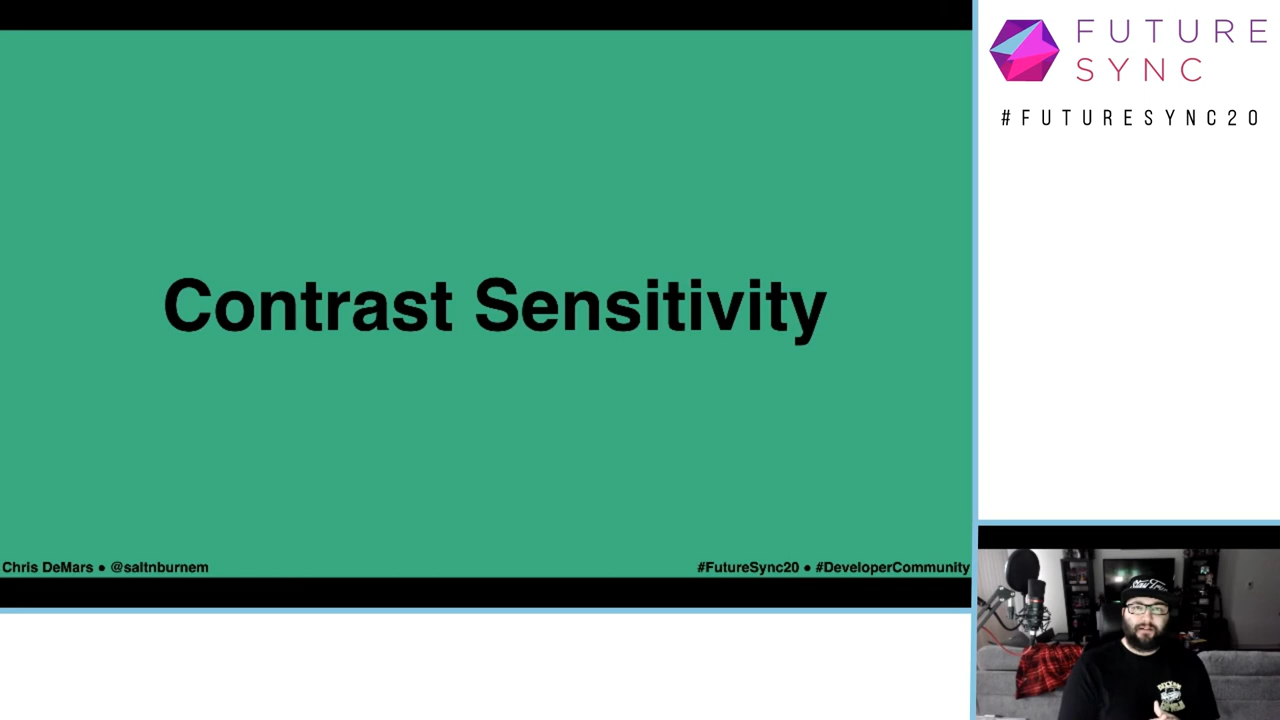 FUTURE
SYNC
#FUTURESYNC20
Contrast Sensitivity
Chris DeMars ● @saltnburnem
#FutureSync20 ● #DeveloperCommunity